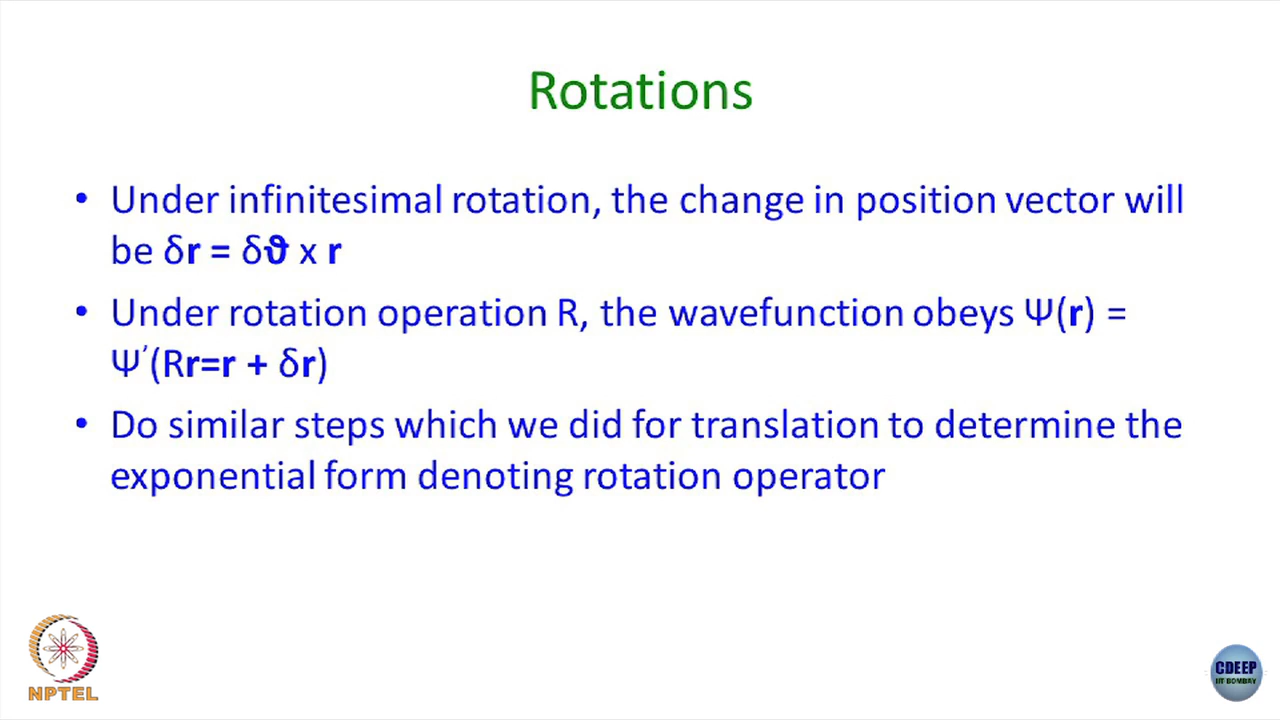 Rotations
• Under infinitesimal rotation, the change in position vector will
be δr = δϑ x r
• Under rotation operation R, the wavefunction obeys Ψ(r) =
Ψ′(Rr=r + δr)
• Do similar steps which we did for translation to determine the
exponential form denoting rotation operator
NPTEL
CDEEP
IIT BOMBAY